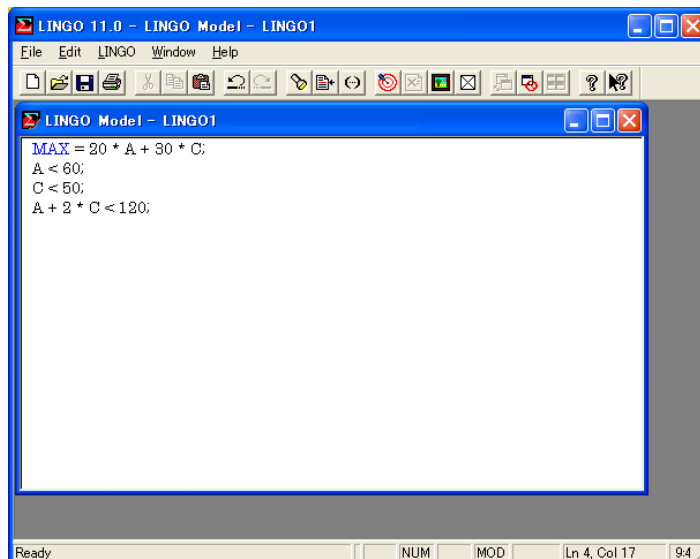 LINGO 11.0 - LINGO Model - LINGO1
File Edit LINGO Window Help
LINGO Model - LINGO1
MAX = 20 * A + 30 * C;
A < 60;
C < 50;
A + 2 * C < 120;
Ready NUM MOD Ln 4, Col 17 9:4